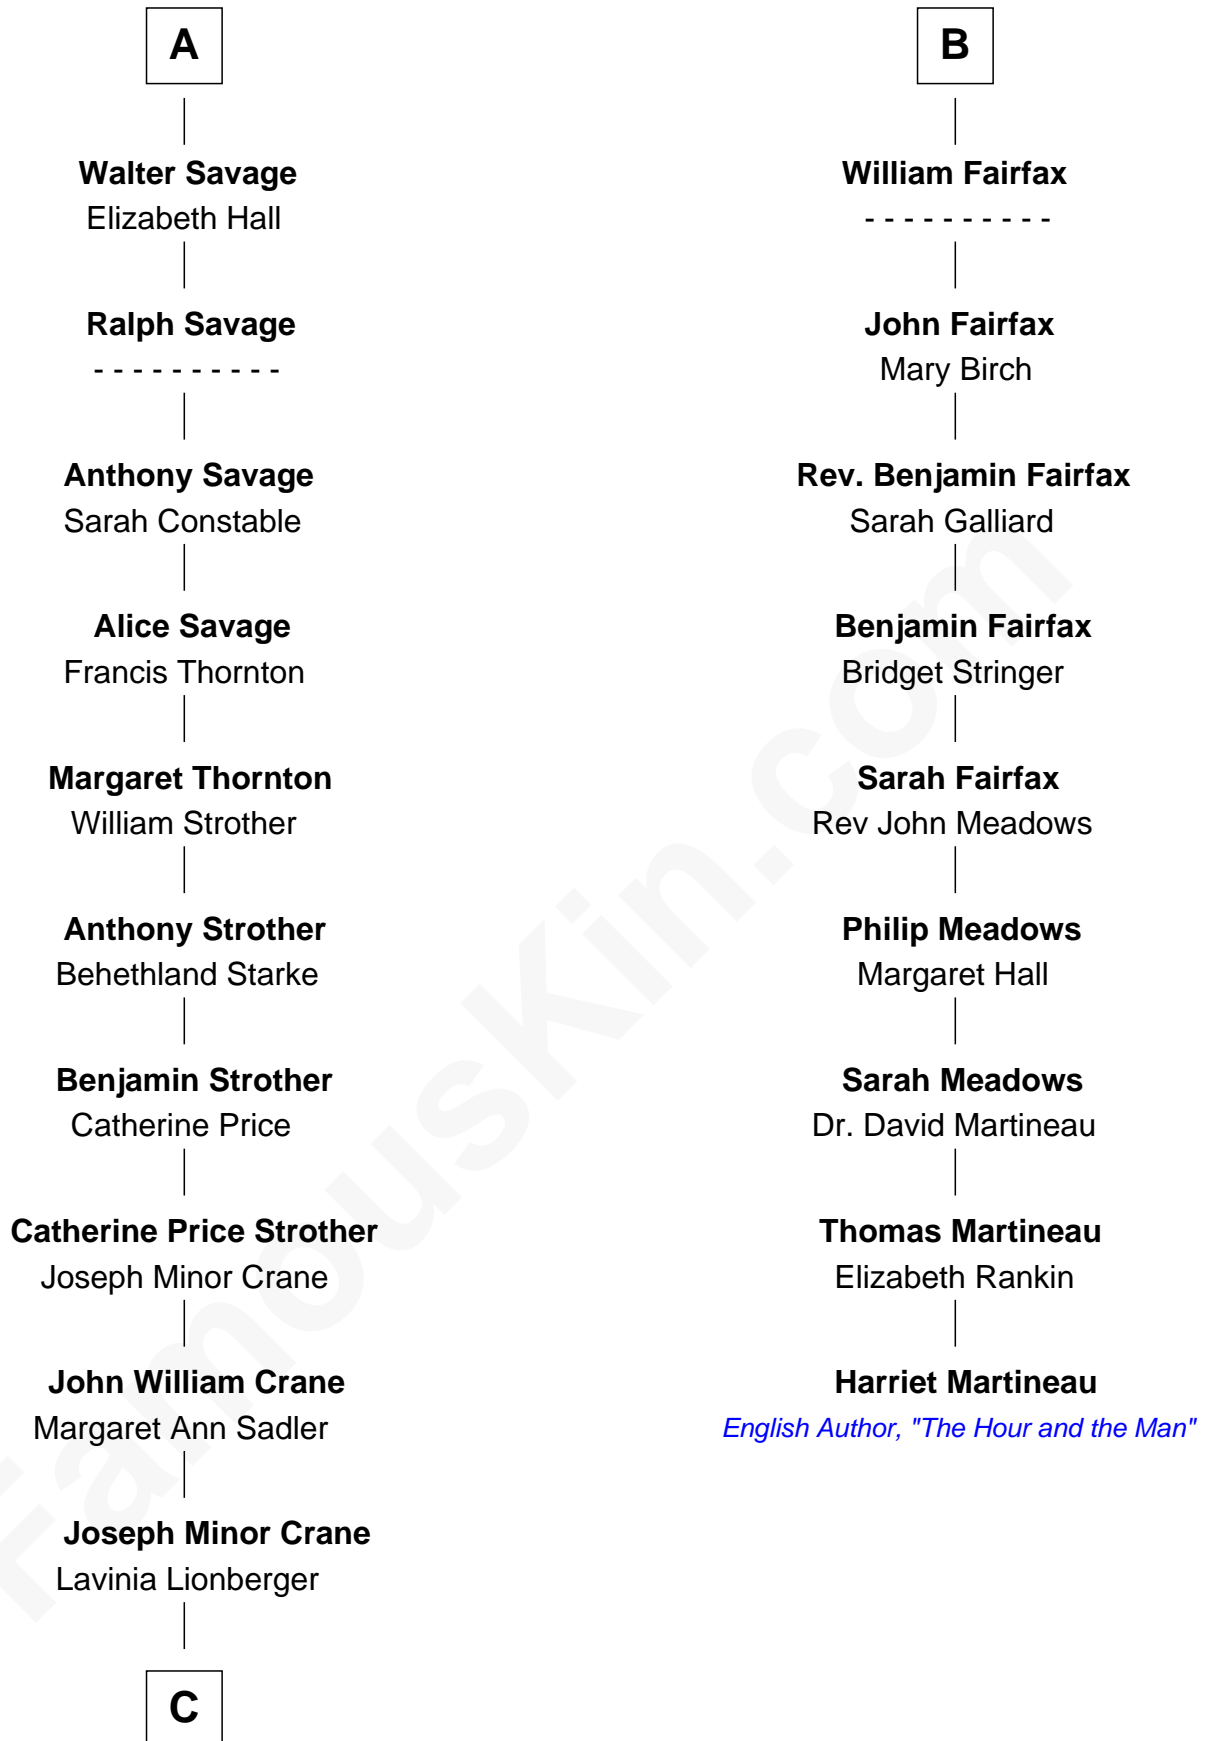 A
Walter Savage
Elizabeth Hall
Ralph Savage
- - - - - - - - - -
Anthony Savage
Sarah Constable
Alice Savage
Francis Thornton
Margaret Thornton
William Strother
Anthony Strother
Behethland Starke
Benjamin Strother
Catherine Price
Catherine Price Strother
Joseph Minor Crane
John William Crane
Margaret Ann Sadler
Joseph Minor Crane
Lavinia Lionberger
C
B
William Fairfax
- - - - - - - - - -
John Fairfax
Mary Birch
Rev. Benjamin Fairfax
Sarah Galliard
Benjamin Fairfax
Bridget Stringer
Sarah Fairfax
Rev John Meadows
Philip Meadows
Margaret Hall
Sarah Meadows
Dr. David Martineau
Thomas Martineau
Elizabeth Rankin
Harriet Martineau
English Author, "The Hour and the Man"
FamousKin.com